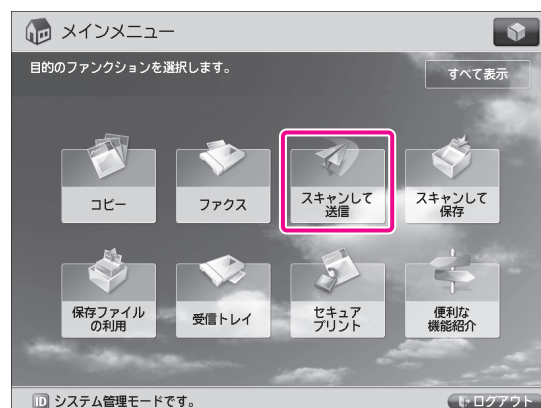 メインメニュー
目的のファンクションを選択します。
すべて表示
コピー
ファクス
スキャンして
送信
スキャンして
保存
保存ファイル
の利用
受信トレイ
セキュア
プリント
便利な
機能紹介
ID システム管理モードです。
ログアウト